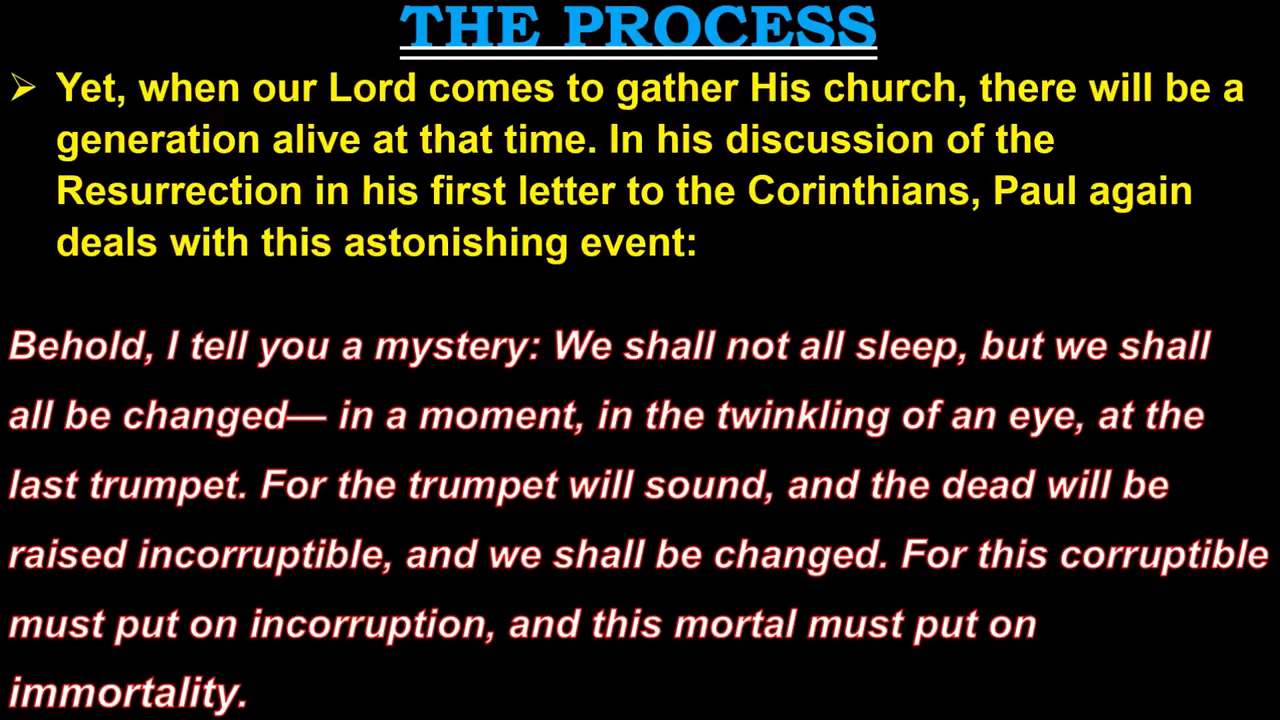 THE PROCESS
➢ Yet, when our Lord comes to gather His church, there will be a
generation alive at that time. In his discussion of the
Resurrection in his first letter to the Corinthians, Paul again
deals with this astonishing event:
Behold, I tell you a mystery: We shall not all sleep, but we shall
all be changed— in a moment, in the twinkling of an eye, at the
last trumpet. For the trumpet will sound, and the dead will be
raised incorruptible, and we shall be changed. For this corruptible
must put on incorruption, and this mortal must put on
immortality.